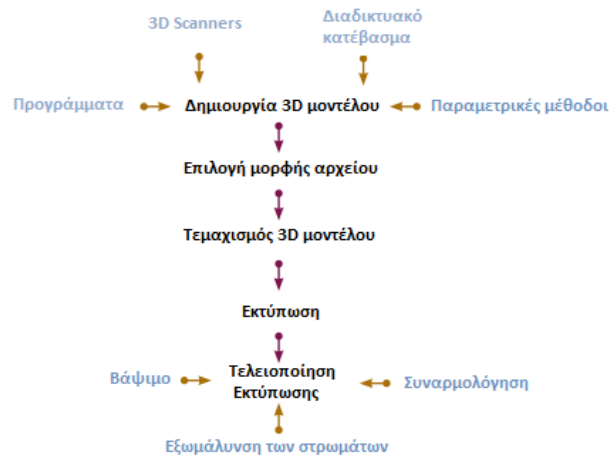 3D Scanners
Διαδικτυακό
κατέβασμα
Προγράμματα
Δημιουργία 3D μοντέλου
Παραμετρικές μέθοδοι
Επιλογή μορφής αρχείου
Τεμαχισμός 3D μοντέλου
Εκτύπωση
Βάψιμο
Τελειοποίηση
Εκτύπωσης
Συναρμολόγηση
Εξωμάλυνση των στρωμάτων